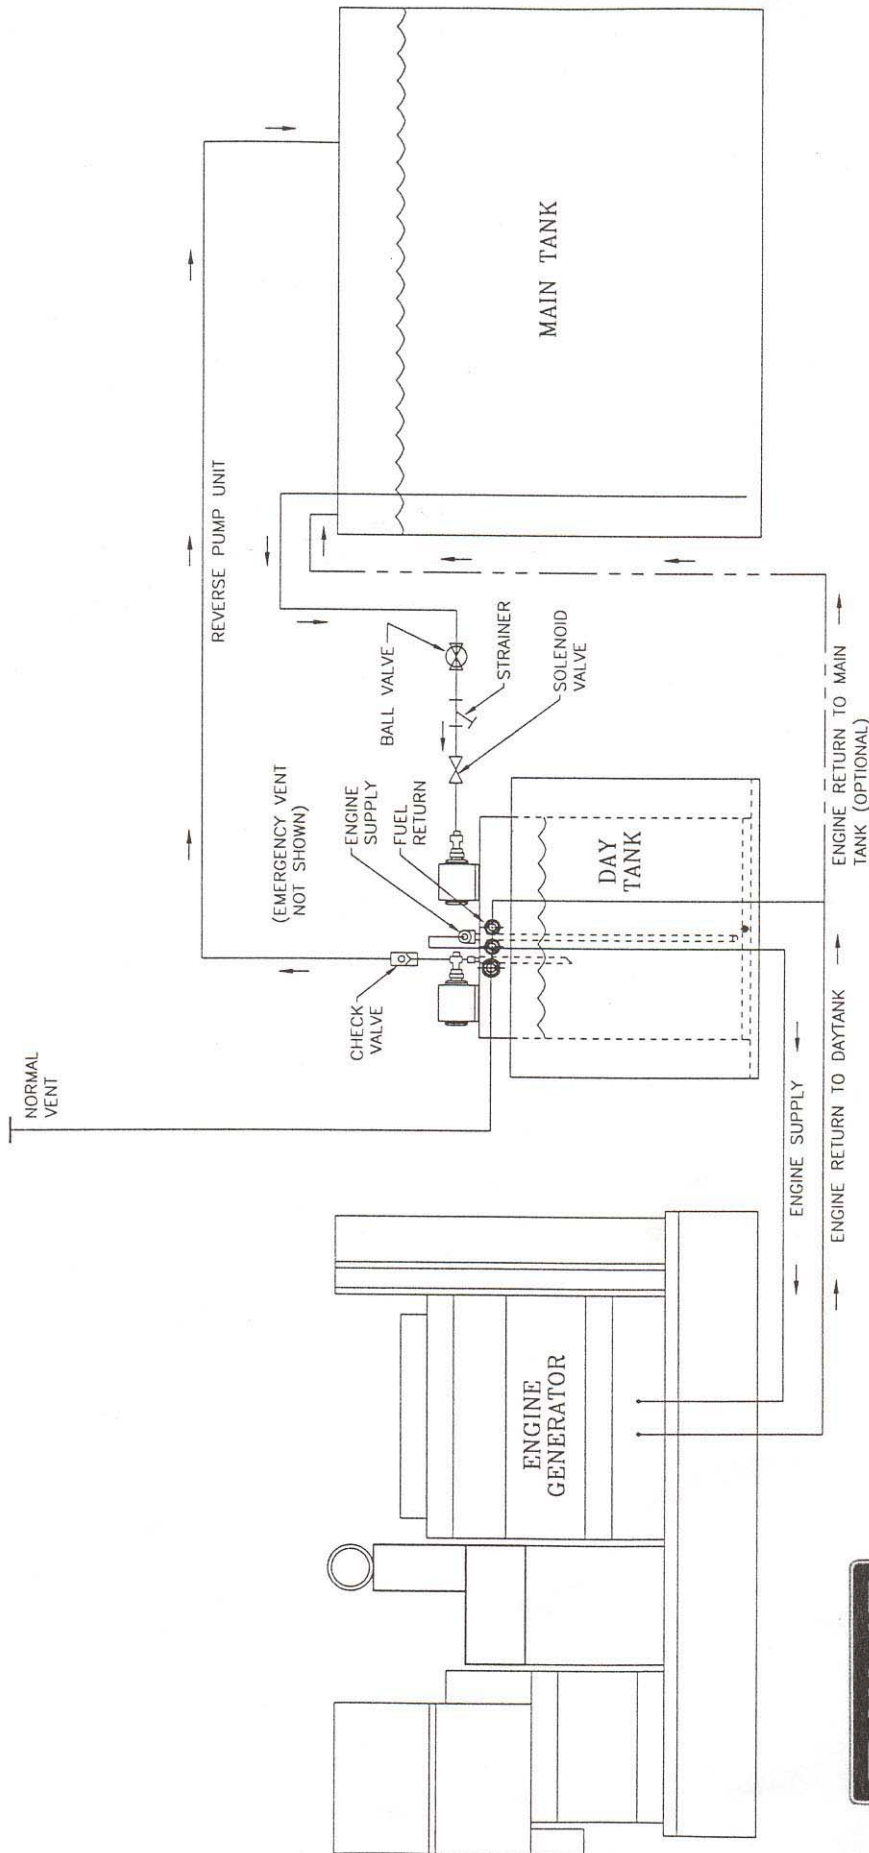 NORMAL
VENT
REVERSE PUMP UNIT
(EMERGENCY VENT
NOT SHOWN)
CHECK
VALVE
ENGINE
SUPPLY
FUEL
RETURN
BALL VALVE
STRAINER
SOLENOID
VALVE
MAIN TANK
DAY
TANK
ENGINE
GENERATOR
ENGINE SUPPLY
ENGINE RETURN TO DAYTANK
ENGINE RETURN TO MAIN
TANK (OPTIONAL)